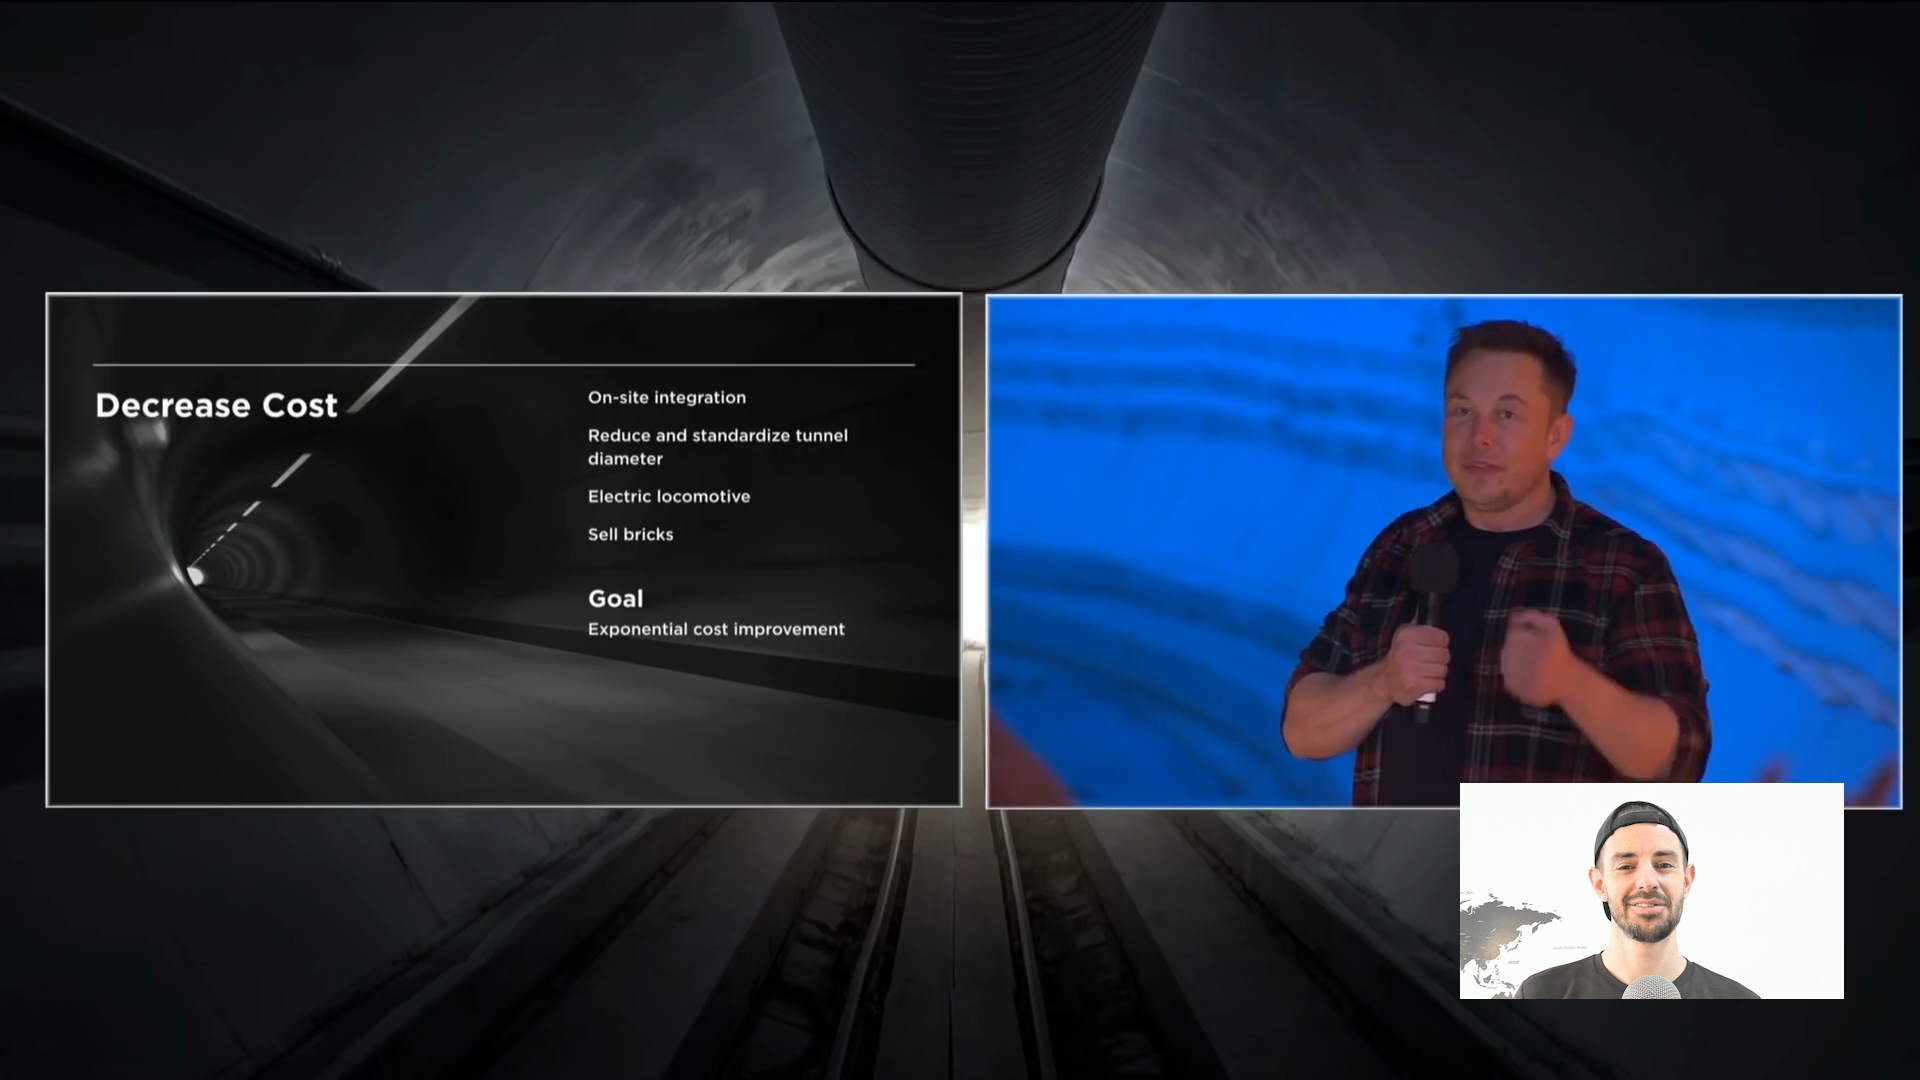 Decrease Cost
On-site integration
Reduce and standardize tunnel
diameter
Electric locomotive
Sell bricks
Goal
Exponential cost improvement